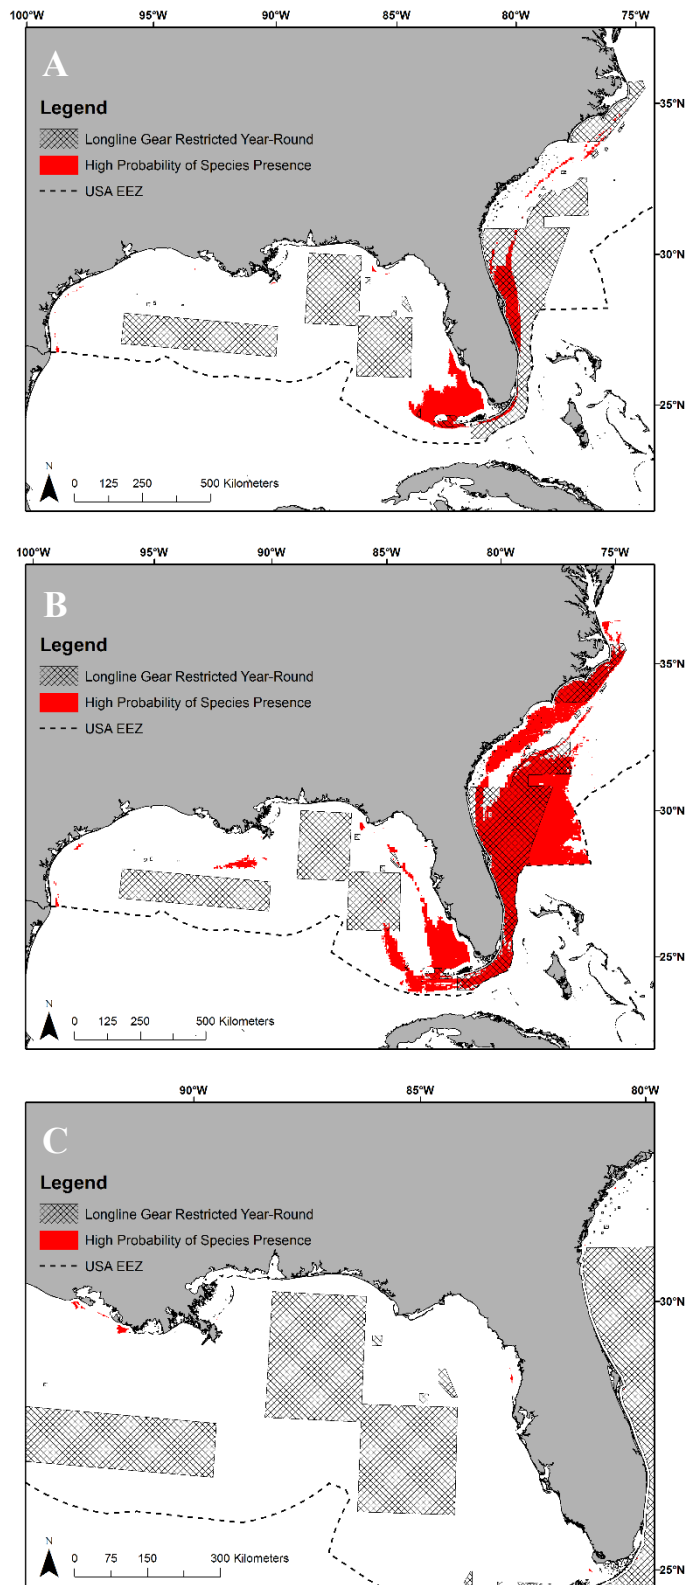 100°W 95°W 90°W 85°W 80°W 75°W
A
Legend
Longline Gear Restricted Year-Round
High Probability of Species Presence
USA EEZ
35°N
30°N
25°N
N
0 125 250 500 Kilometers
100°W 95°W 90°W 85°W 80°W 75°W
B
Legend
Longline Gear Restricted Year-Round
High Probability of Species Presence
USA EEZ
35°N
30°N
25°N
N
0 125 250 500 Kilometers
90°W 85°W 80°W
C
Legend
Longline Gear Restricted Year-Round
High Probability of Species Presence
USA EEZ
30°N
N
0 75 150 300 Kilometers
25°N